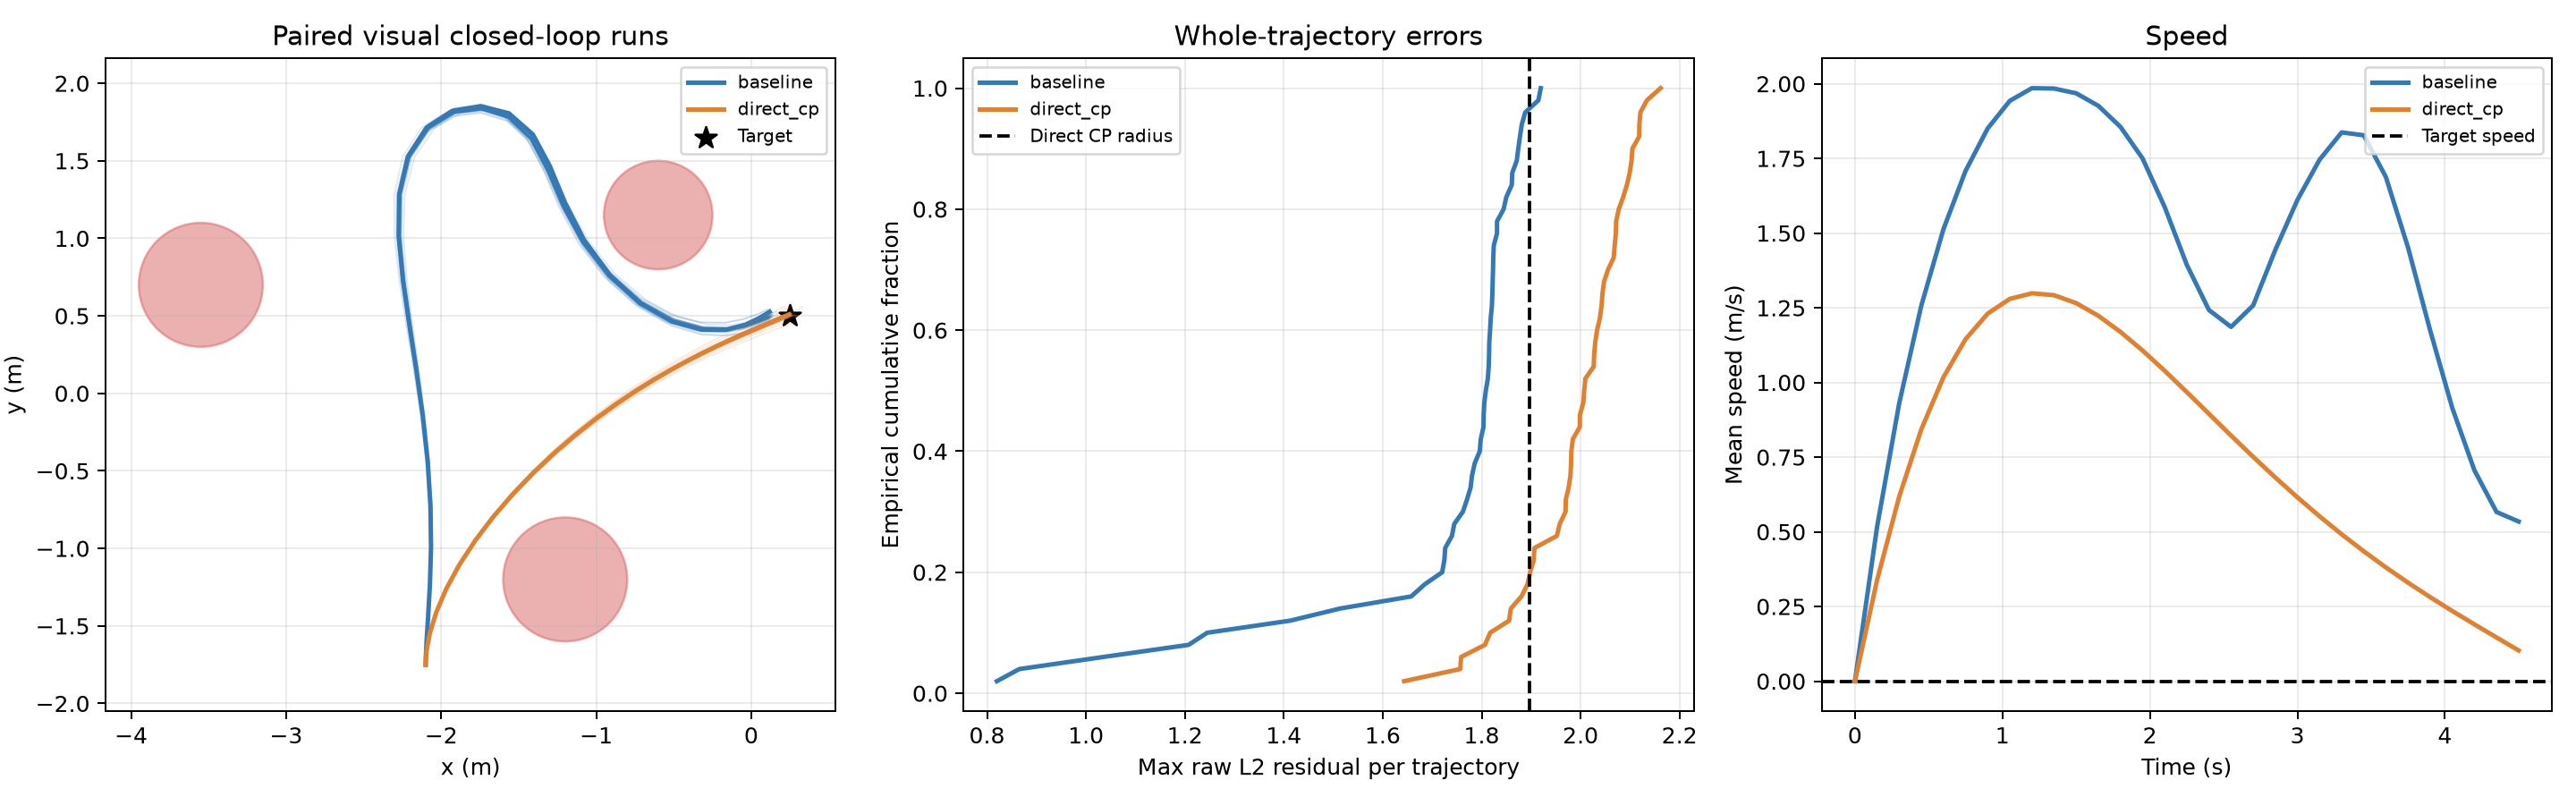 Paired visual closed-loop runs
baseline
direct_cp
Target
2.0
1.5
1.0
0.5
0.0
−0.5
−1.0
−1.5
−2.0
y (m)
−4
−3
−2
−1
0
x (m)
Whole-trajectory errors
baseline
direct_cp
Direct CP radius
1.0
0.8
0.6
0.4
0.2
0.0
Empirical cumulative fraction
0.8
1.0
1.2
1.4
1.6
1.8
2.0
2.2
Max raw L2 residual per trajectory
Speed
baseline
direct_cp
Target speed
2.00
1.75
1.50
1.25
1.00
0.75
0.50
0.25
0.00
Mean speed (m/s)
0
1
2
3
4
Time (s)